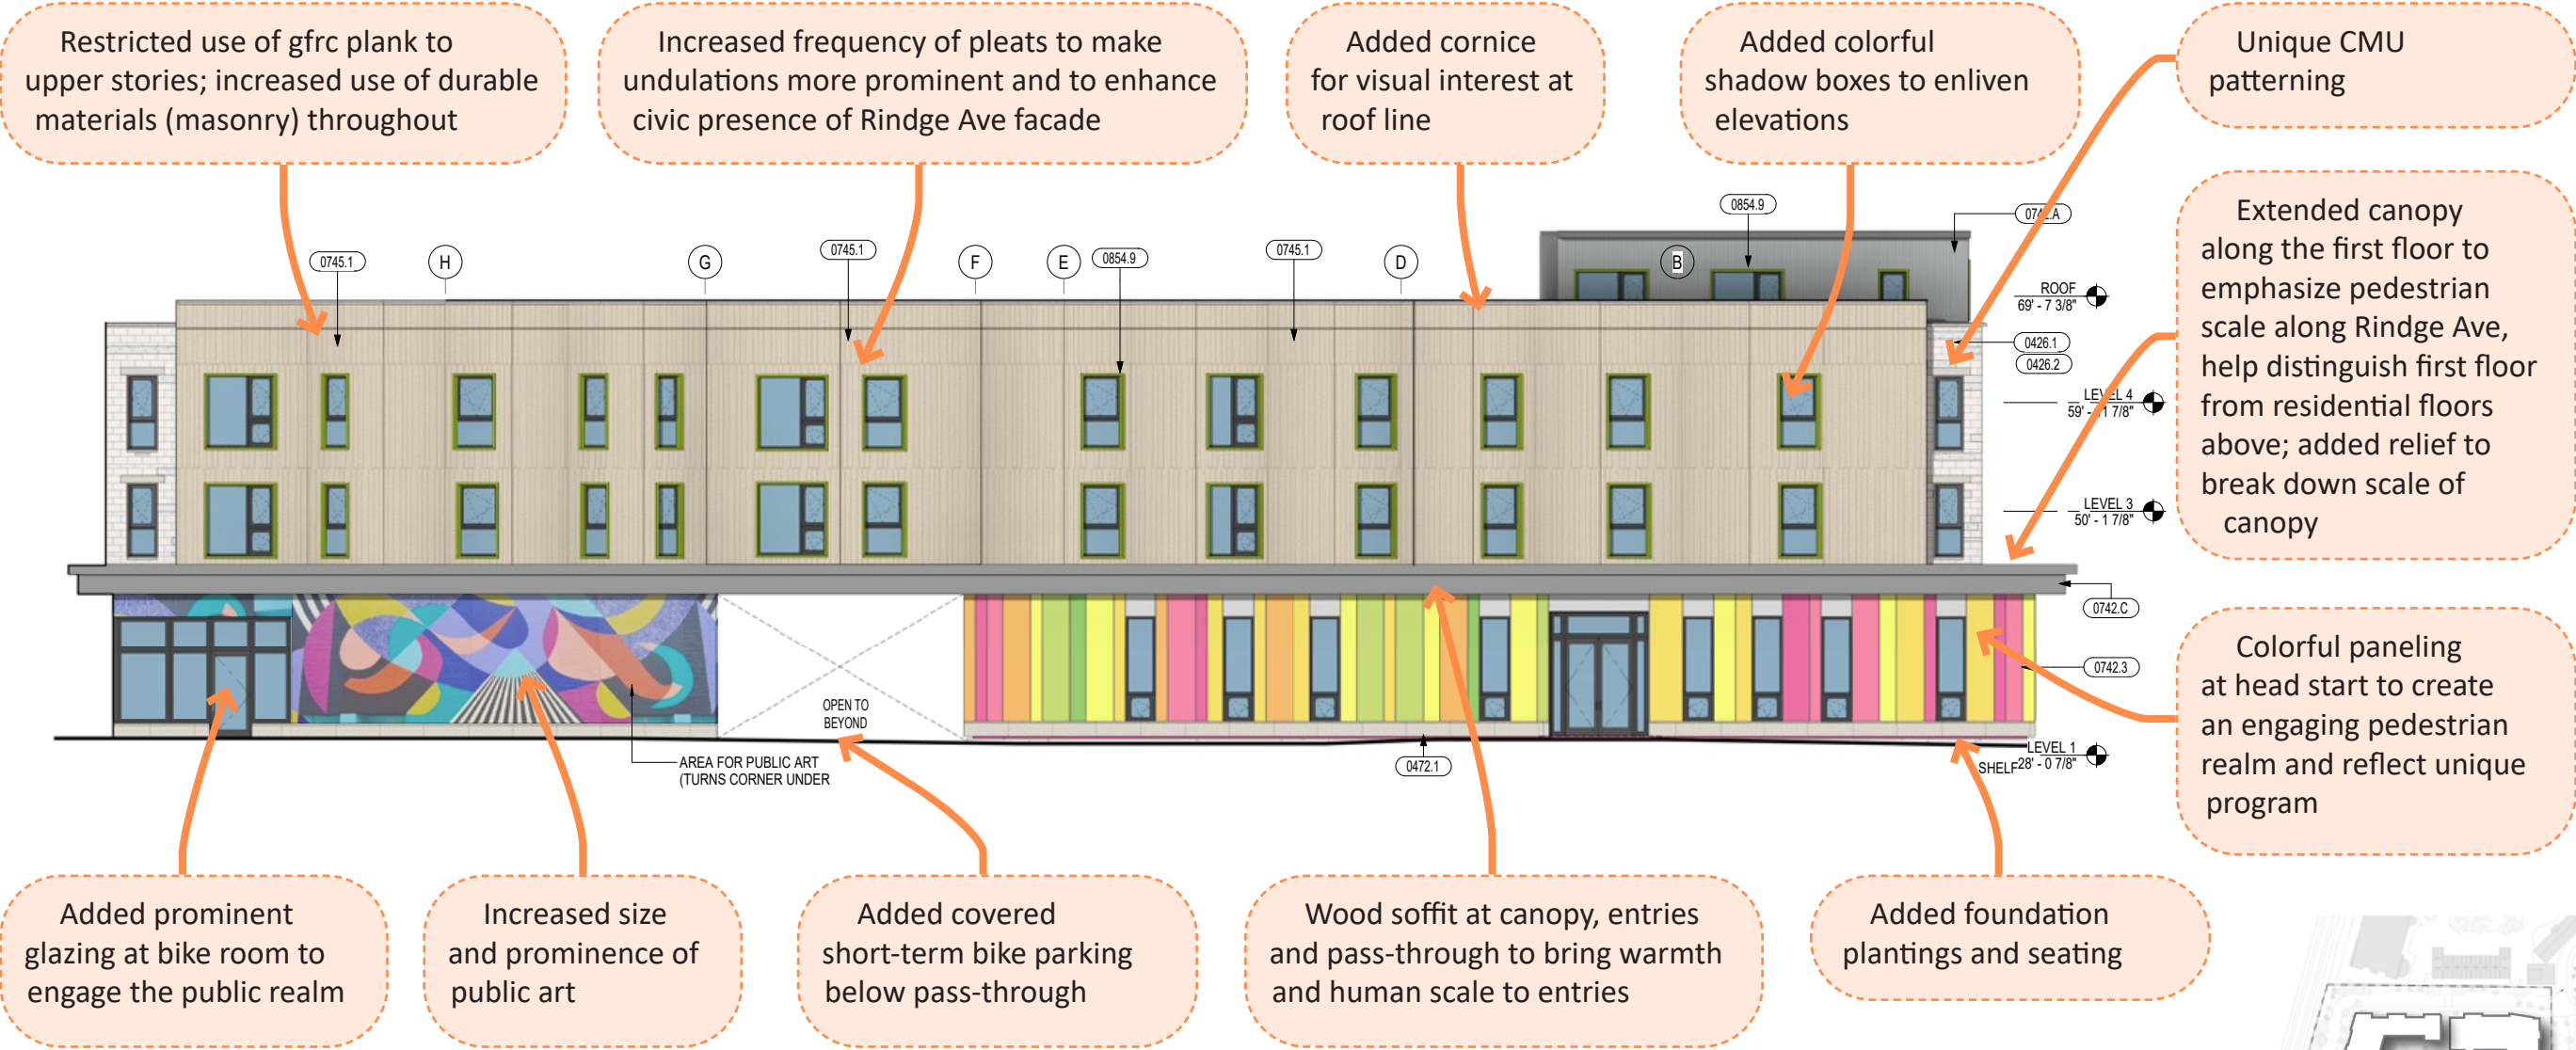 Restricted use of gfrc plank to
upper stories; increased use of durable
materials (masonry) throughout
Increased frequency of pleats to make
undulations more prominent and to enhance
civic presence of Rindge Ave facade
Added cornice
for visual interest at
roof line
Added colorful
shadow boxes to enliven
elevations
Unique CMU
patterning
Extended canopy
along the first floor to
emphasize pedestrian
scale along Rindge Ave,
help distinguish first floor
from residential floors
above; added relief to
break down scale of
canopy
0745.1
H
G
0745.1
F
E
0854.9
0745.1
D
0854.9
B
0742.A
ROOF
69' - 7 3/8"
0426.1
0426.2
LEVEL 4
59' - 11 7/8"
LEVEL 3
50' - 1 7/8"
0742.C
0742.3
Colorful paneling
at head start to create
an engaging pedestrian
realm and reflect unique
program
OPEN TO
BEYOND
AREA FOR PUBLIC ART
(TURNS CORNER UNDER
0472.1
LEVEL 1
SHELF 28' - 0 7/8"
Added prominent
glazing at bike room to
engage the public realm
Increased size
and prominence of
public art
Added covered
short-term bike parking
below pass-through
Wood soffit at canopy, entries
and pass-through to bring warmth
and human scale to entries
Added foundation
plantings and seating